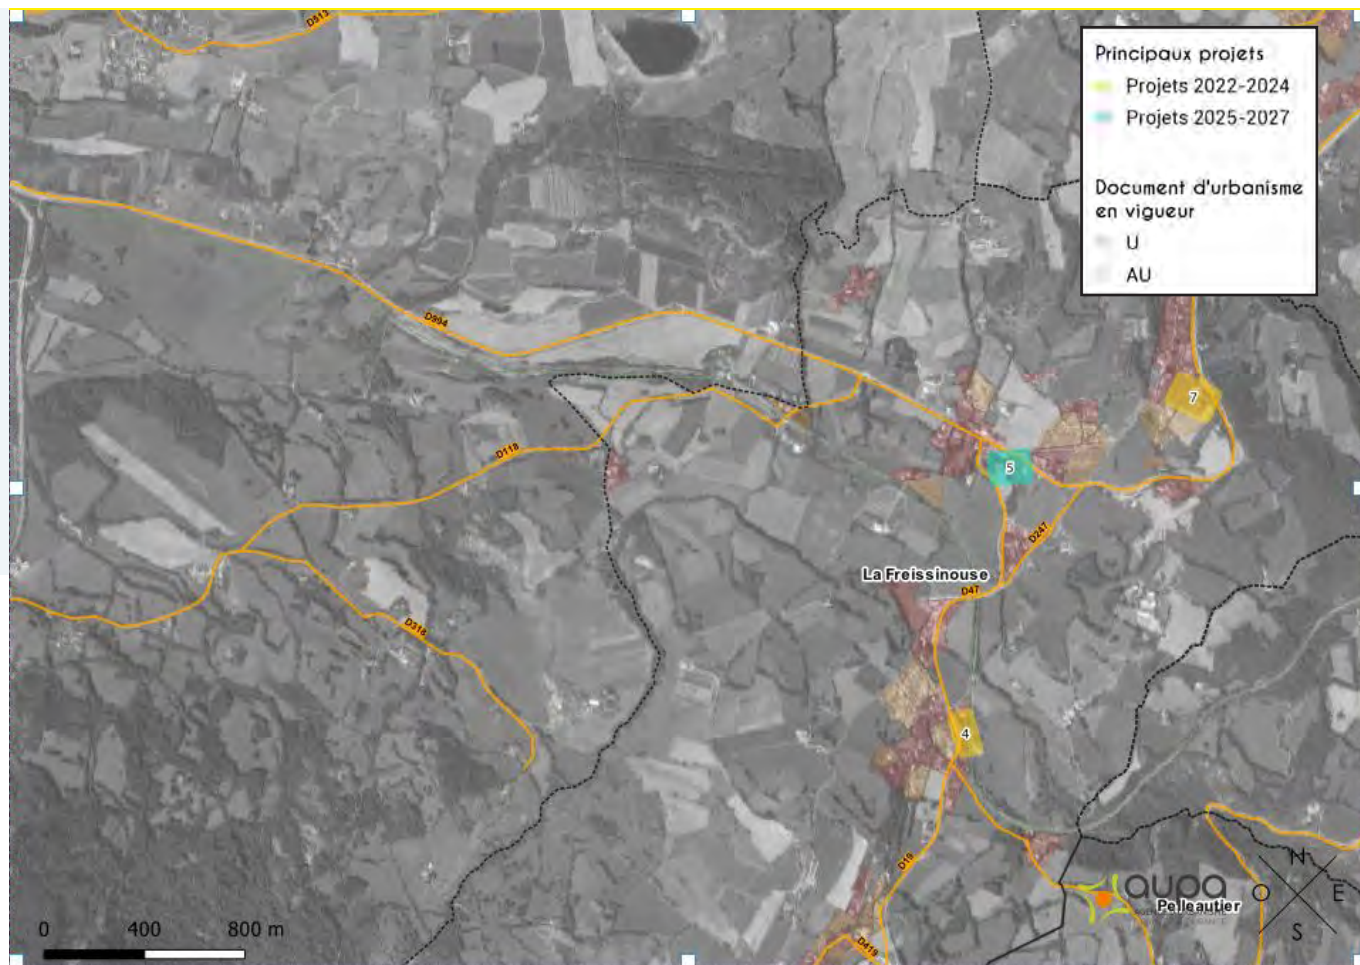 D513
Principaux projets
Projets 2022-2024
Projets 2025-2027
Document d'urbanisme
en vigueur
U
AU
D994
7
D118
5
D247
La Freissinouse
D47
D318
4
D19
N
aupa
O
E
Pelleautier
S
0 400 800 m
D419